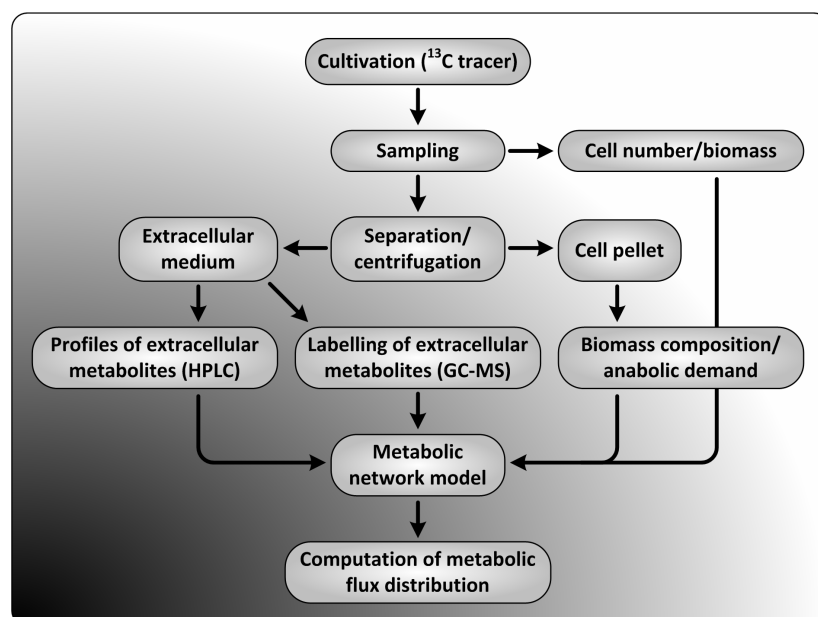 Cultivation (¹³C tracer)
Sampling
Cell number/biomass
Extracellular
medium
Separation/
centrifugation
Cell pellet
Profiles of extracellular
metabolites (HPLC)
Labelling of extracellular
metabolites (GC-MS)
Biomass composition/
anabolic demand
Metabolic
network model
Computation of metabolic
flux distribution